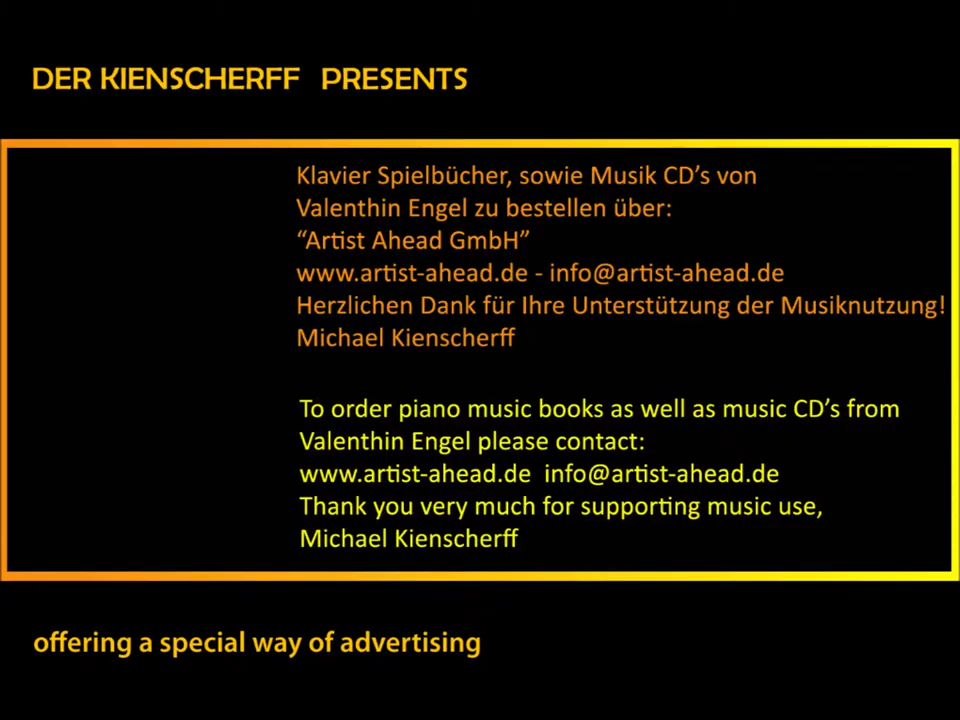 DER KIENSCHERFF PRESENTS
Klavier Spielbücher, sowie Musik CD’s von
Valenthin Engel zu bestellen über:
“Artist Ahead GmbH”
www.artist-ahead.de - info@artist-ahead.de
Herzlichen Dank für Ihre Unterstützung der Musiknutzung!
Michael Kienscherff
To order piano music books as well as music CD’s from
Valenthin Engel please contact:
www.artist-ahead.de info@artist-ahead.de
Thank you very much for supporting music use,
Michael Kienscherff
offering a special way of advertising